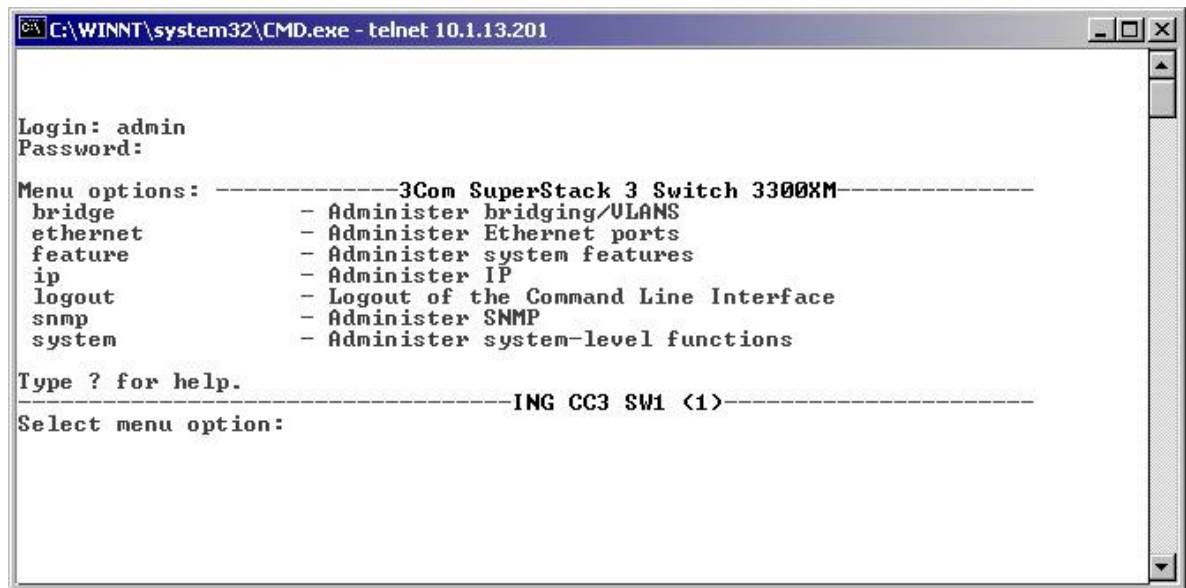 C:\WINNT\system32\CMD.exe - telnet 10.1.13.201
Login: admin
Password:
Menu options: --------------3Com SuperStack 3 Switch 3300XM---------------
bridge - Administer bridging/VLANS
ethernet - Administer Ethernet ports
feature - Administer system features
ip - Administer IP
logout - Logout of the Command Line Interface
snmp - Administer SNMP
system - Administer system-level functions
Type ? for help.
--------------------------------------ING CC3 SW1 (1)------------------------
Select menu option: